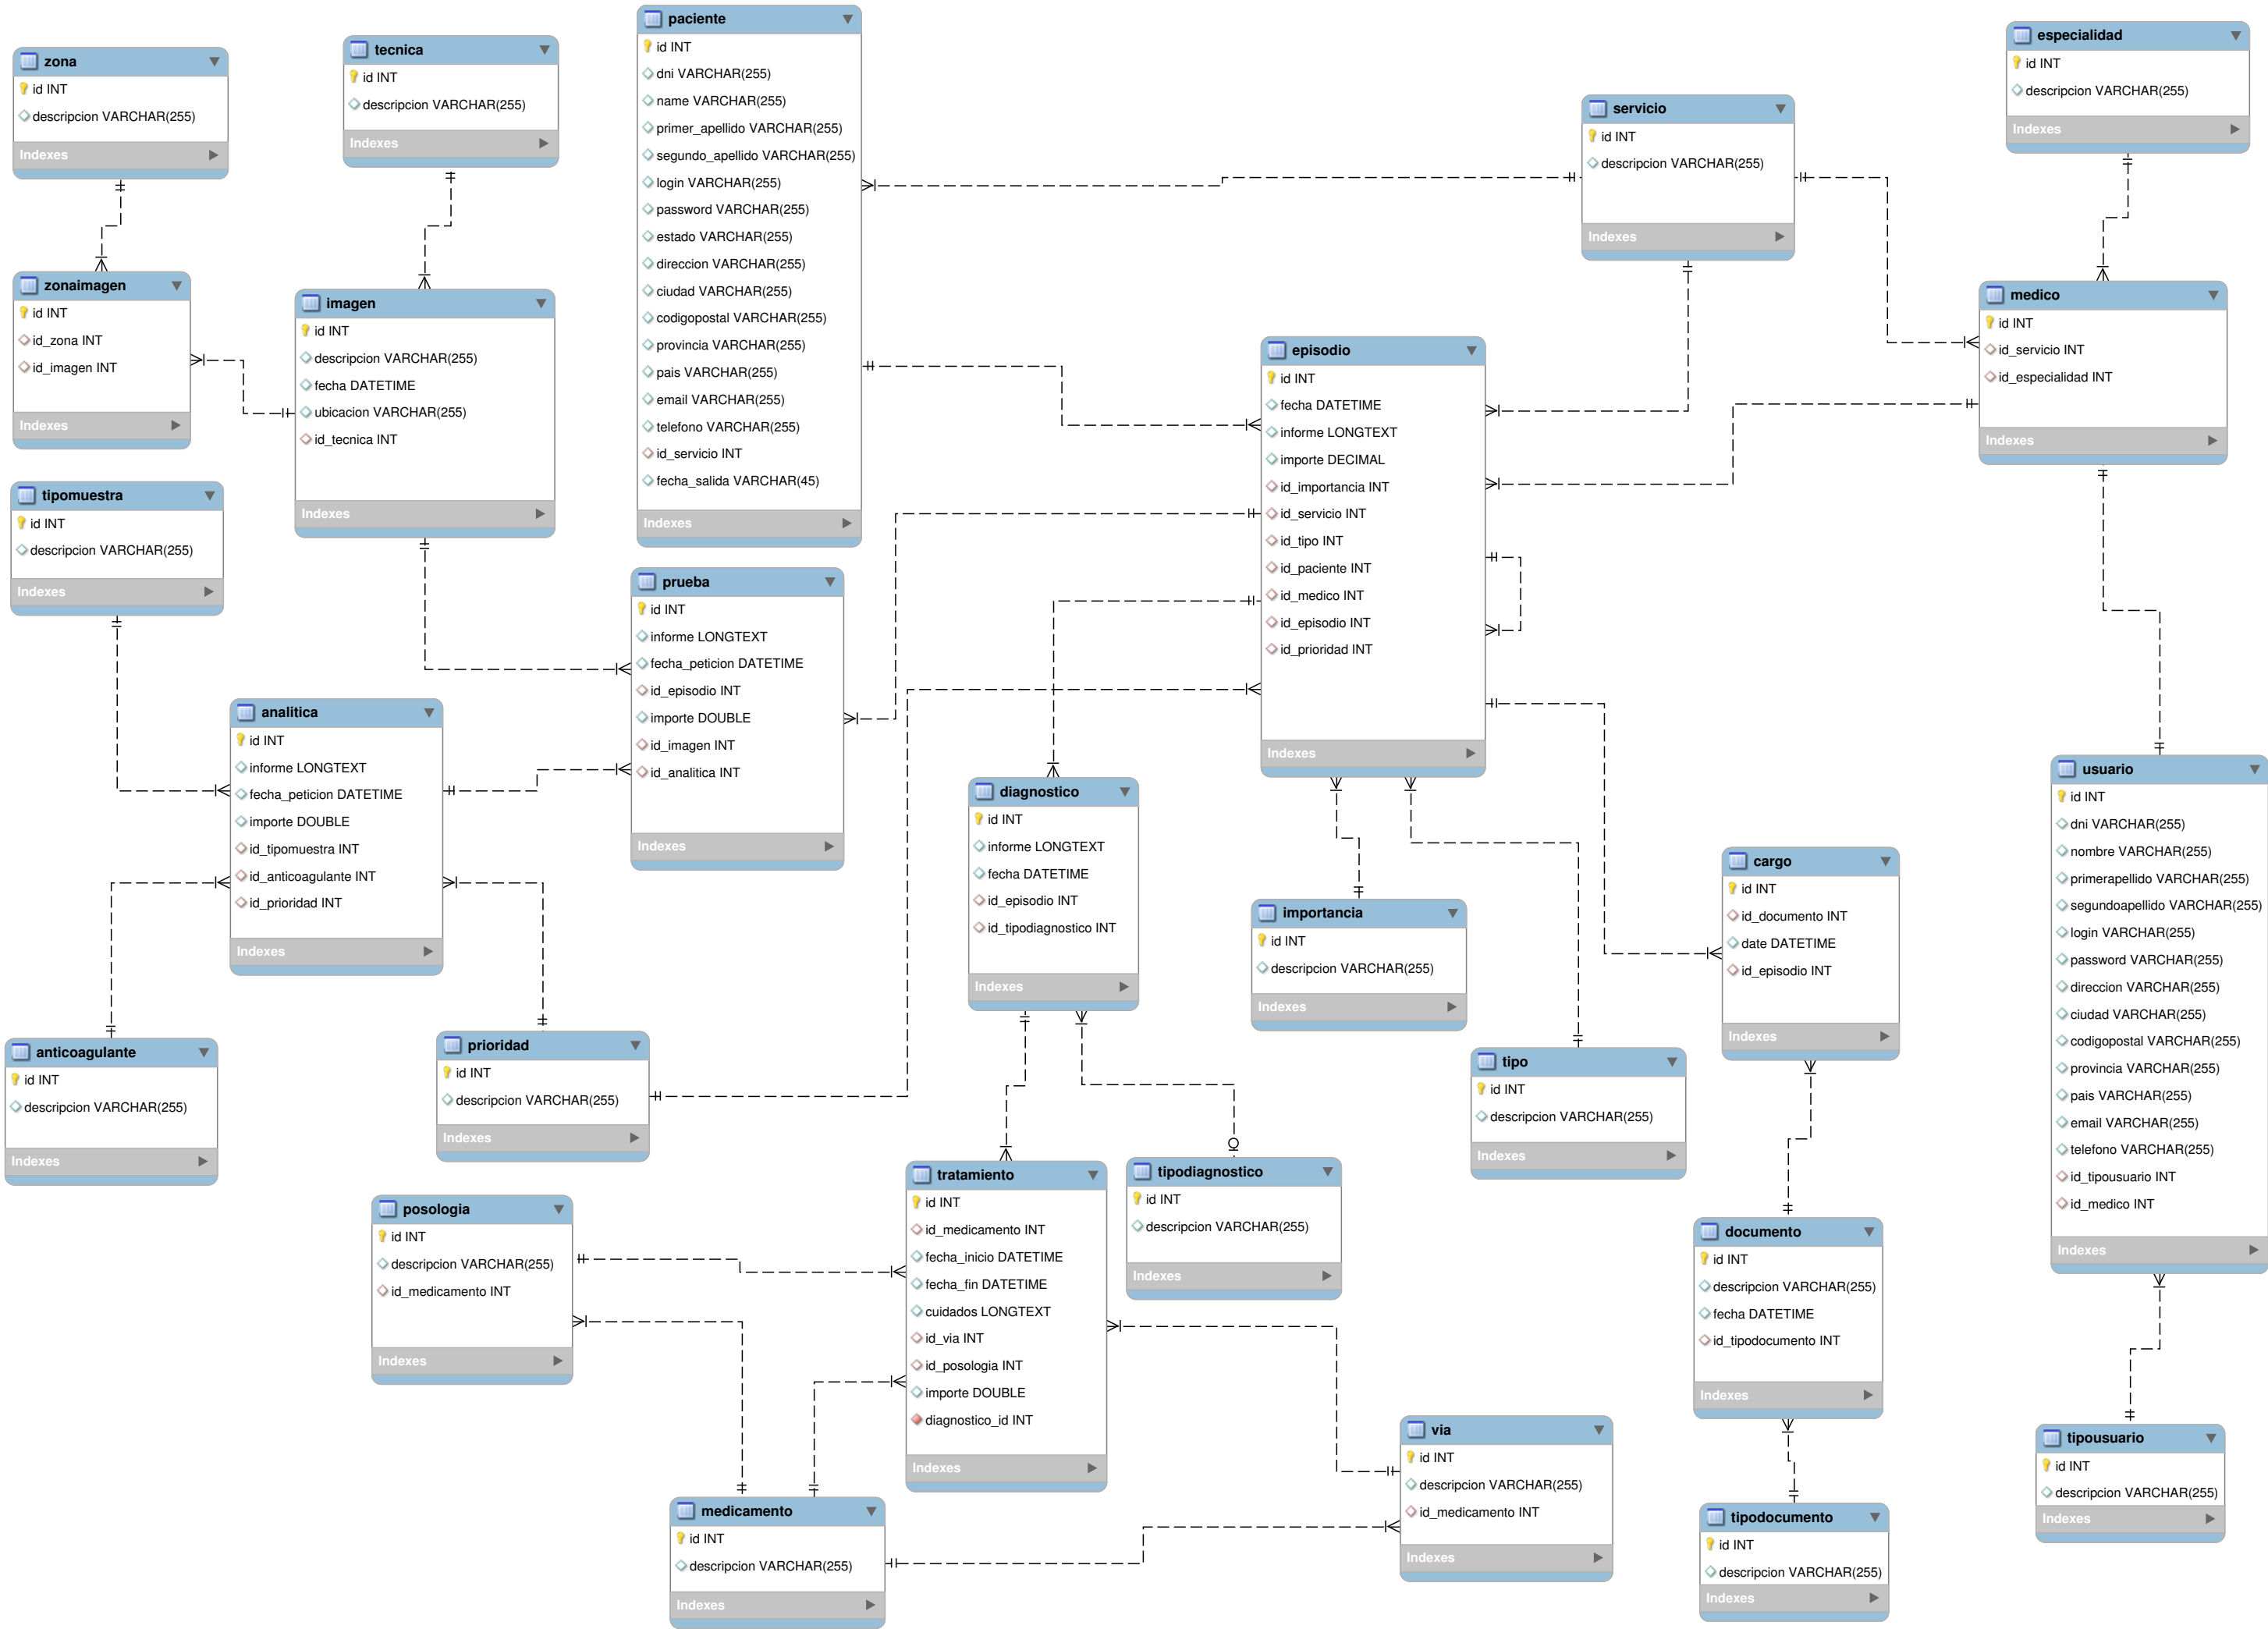 zona
id INT
descripcion VARCHAR(255)
Indexes
tecnica
id INT
descripcion VARCHAR(255)
Indexes
paciente
id INT
dni VARCHAR(255)
name VARCHAR(255)
primer_apellido VARCHAR(255)
segundo_apellido VARCHAR(255)
login VARCHAR(255)
password VARCHAR(255)
estado VARCHAR(255)
direccion VARCHAR(255)
ciudad VARCHAR(255)
codigopostal VARCHAR(255)
provincia VARCHAR(255)
pais VARCHAR(255)
email VARCHAR(255)
telefono VARCHAR(255)
id_servicio INT
fecha_salida VARCHAR(45)
Indexes
servicio
id INT
descripcion VARCHAR(255)
Indexes
especialidad
id INT
descripcion VARCHAR(255)
Indexes
zonaimagen
id INT
id_zona INT
id_imagen INT
Indexes
imagen
id INT
descripcion VARCHAR(255)
fecha DATETIME
ubicacion VARCHAR(255)
id_tecnica INT
Indexes
episodio
id INT
fecha DATETIME
informe LONGTEXT
importe DECIMAL
id_importancia INT
id_servicio INT
id_tipo INT
id_paciente INT
id_medico INT
id_episodio INT
id_prioridad INT
Indexes
medico
id INT
id_servicio INT
id_especialidad INT
Indexes
tipomuestra
id INT
descripcion VARCHAR(255)
Indexes
prueba
id INT
informe LONGTEXT
fecha_peticion DATETIME
id_episodio INT
importe DOUBLE
id_imagen INT
id_analitica INT
Indexes
analitica
id INT
informe LONGTEXT
fecha_peticion DATETIME
importe DOUBLE
id_tipomuestra INT
id_anticoagulante INT
id_prioridad INT
Indexes
diagnostico
id INT
informe LONGTEXT
fecha DATETIME
id_episodio INT
id_tipodiagnostico INT
Indexes
importancia
id INT
descripcion VARCHAR(255)
Indexes
cargo
id INT
id_documento INT
date DATETIME
id_episodio INT
Indexes
usuario
id INT
dni VARCHAR(255)
nombre VARCHAR(255)
primerapellido VARCHAR(255)
segundoapellido VARCHAR(255)
login VARCHAR(255)
password VARCHAR(255)
direccion VARCHAR(255)
ciudad VARCHAR(255)
codigopostal VARCHAR(255)
provincia VARCHAR(255)
pais VARCHAR(255)
email VARCHAR(255)
telefono VARCHAR(255)
id_tipousuario INT
id_medico INT
Indexes
anticoagulante
id INT
descripcion VARCHAR(255)
Indexes
prioridad
id INT
descripcion VARCHAR(255)
Indexes
tipo
id INT
descripcion VARCHAR(255)
Indexes
posologia
id INT
descripcion VARCHAR(255)
id_medicamento INT
Indexes
tratamiento
id INT
id_medicamento INT
fecha_inicio DATETIME
fecha_fin DATETIME
cuidados LONGTEXT
id_via INT
id_posologia INT
importe DOUBLE
diagnostico_id INT
Indexes
tipodiagnostico
id INT
descripcion VARCHAR(255)
Indexes
documento
id INT
descripcion VARCHAR(255)
fecha DATETIME
id_tipodocumento INT
Indexes
medicamento
id INT
descripcion VARCHAR(255)
Indexes
via
id INT
descripcion VARCHAR(255)
id_medicamento INT
Indexes
tipodocumento
id INT
descripcion VARCHAR(255)
Indexes
tipousuario
id INT
descripcion VARCHAR(255)
Indexes